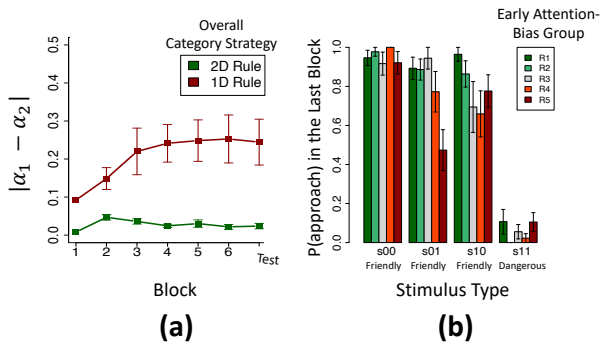 Overall
Category Strategy
2D Rule
1D Rule
|α₁ − α₂|
0.5
0.4
0.3
0.2
0.1
0.0
1 2 3 4 5 6 Test
Block
(a)
Early Attention-
Bias Group
R1
R2
R3
R4
R5
P(approach) in the Last Block
1.0
0.8
0.6
0.4
0.2
0.0
s00 s01 s10 s11
Friendly Friendly Friendly Dangerous
Stimulus Type
(b)